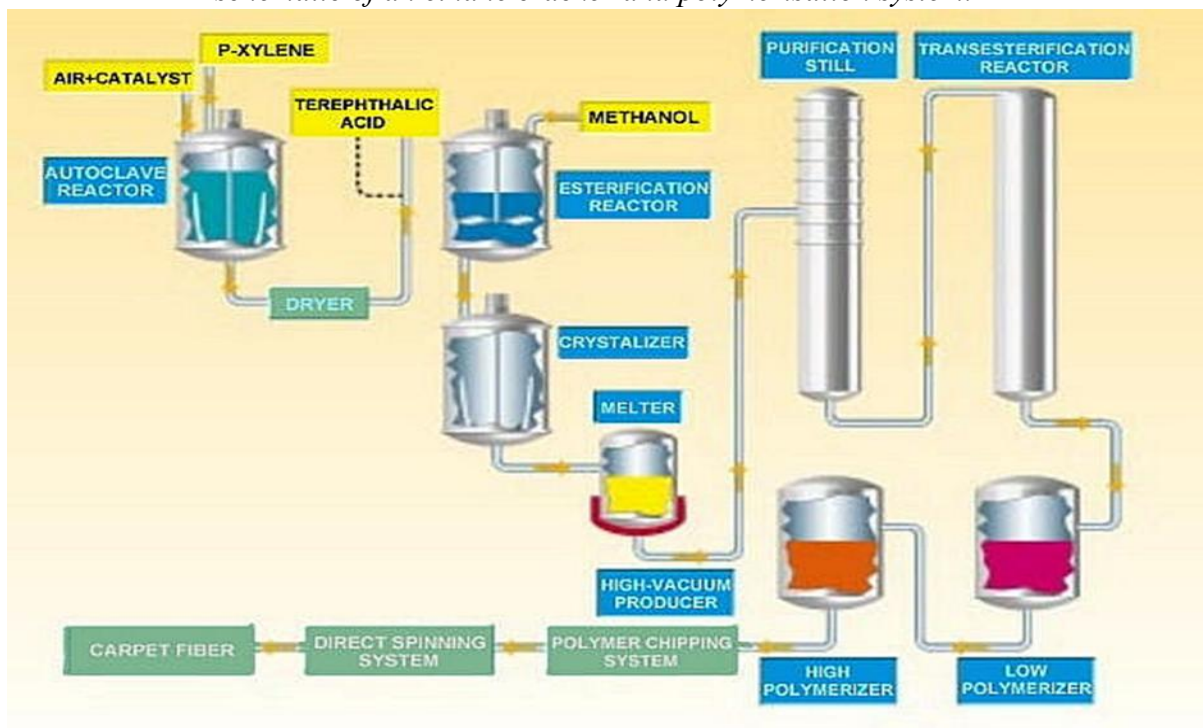 P-XYLENE
AIR+CATALYST
TEREPHTHALIC
ACID
METHANOL
AUTOCLAVE
REACTOR
ESTERIFICATION
REACTOR
PURIFICATION
STILL
TRANSESTERIFICATION
REACTOR
DRYER
CRYSTALIZER
MELTER
HIGH-VACUUM
PRODUCER
CARPET FIBER
DIRECT SPINNING
SYSTEM
POLYMER CHIPPING
SYSTEM
HIGH
POLYMERIZER
LOW
POLYMERIZER